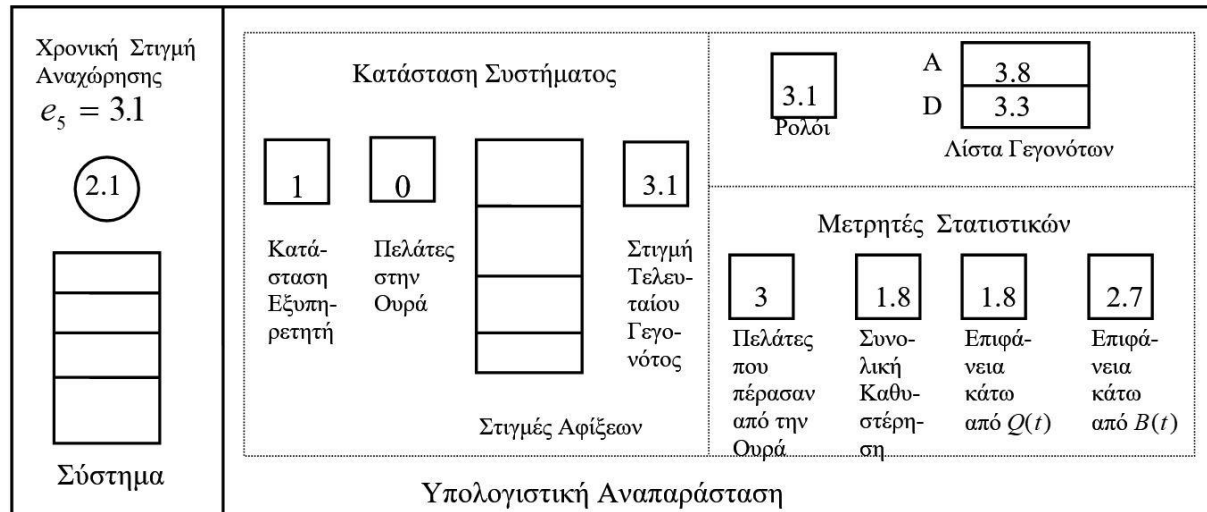 Χρονική Στιγμή
Αναχώρησης
e₅ = 3.1
2.1
Σύστημα
Κατάσταση Συστήματος
1
0
3.1
Κατά-
σταση
Εξυπη-
ρετητή
Πελάτες
στην
Ουρά
Στιγμή
Τελευ-
ταίου
Γεγο-
νότος
Στιγμές Αφίξεων
3.1
Ρολόι
A 3.8
D 3.3
Λίστα Γεγονότων
Μετρητές Στατιστικών
3
1.8
1.8
2.7
Πελάτες
που
πέρασαν
από την
Ουρά
Συνο-
λική
Καθυ-
στέρη-
ση
Επιφά-
νεια
κάτω
από Q(t)
Επιφά-
νεια
κάτω
από B(t)
Υπολογιστική Αναπαράσταση